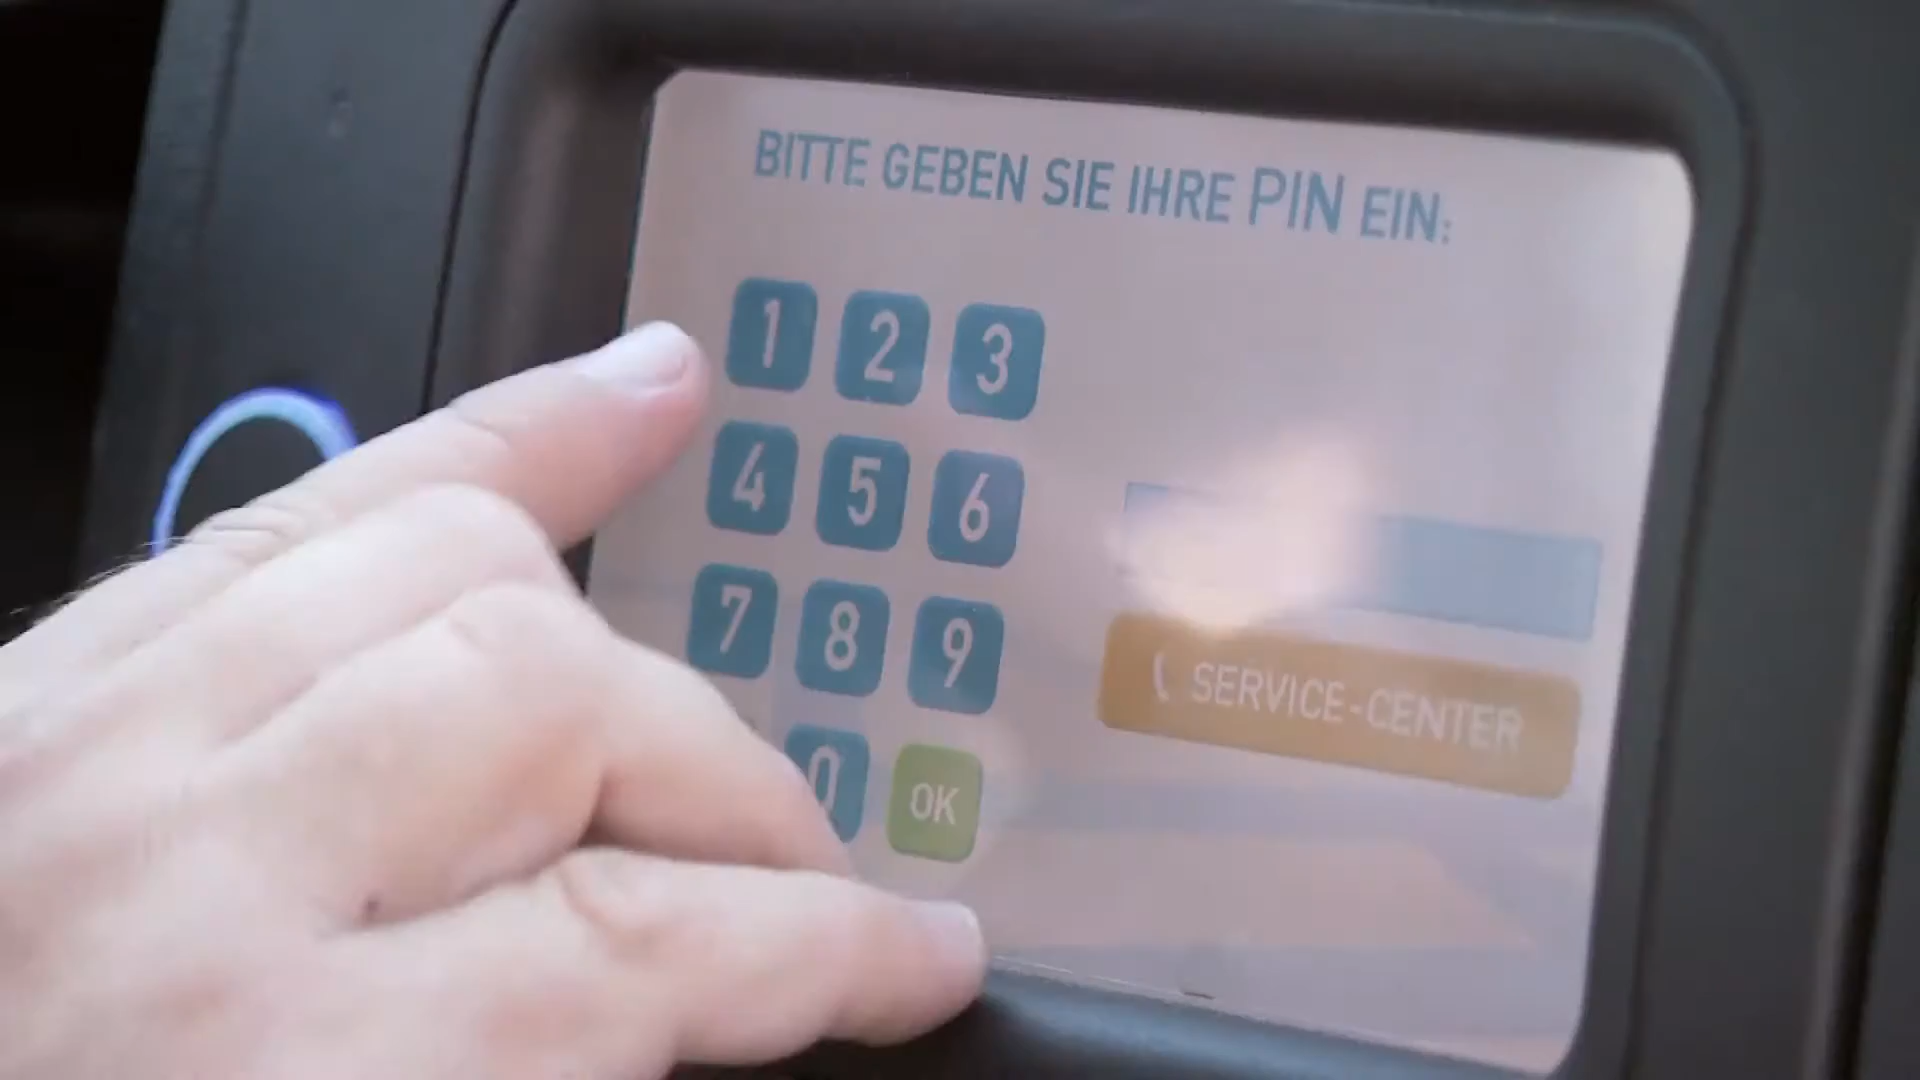 BITTE GEBEN SIE IHRE PIN EIN:
1 2 3
4 5 6
7 8 9
0 OK
SERVICE-CENTER